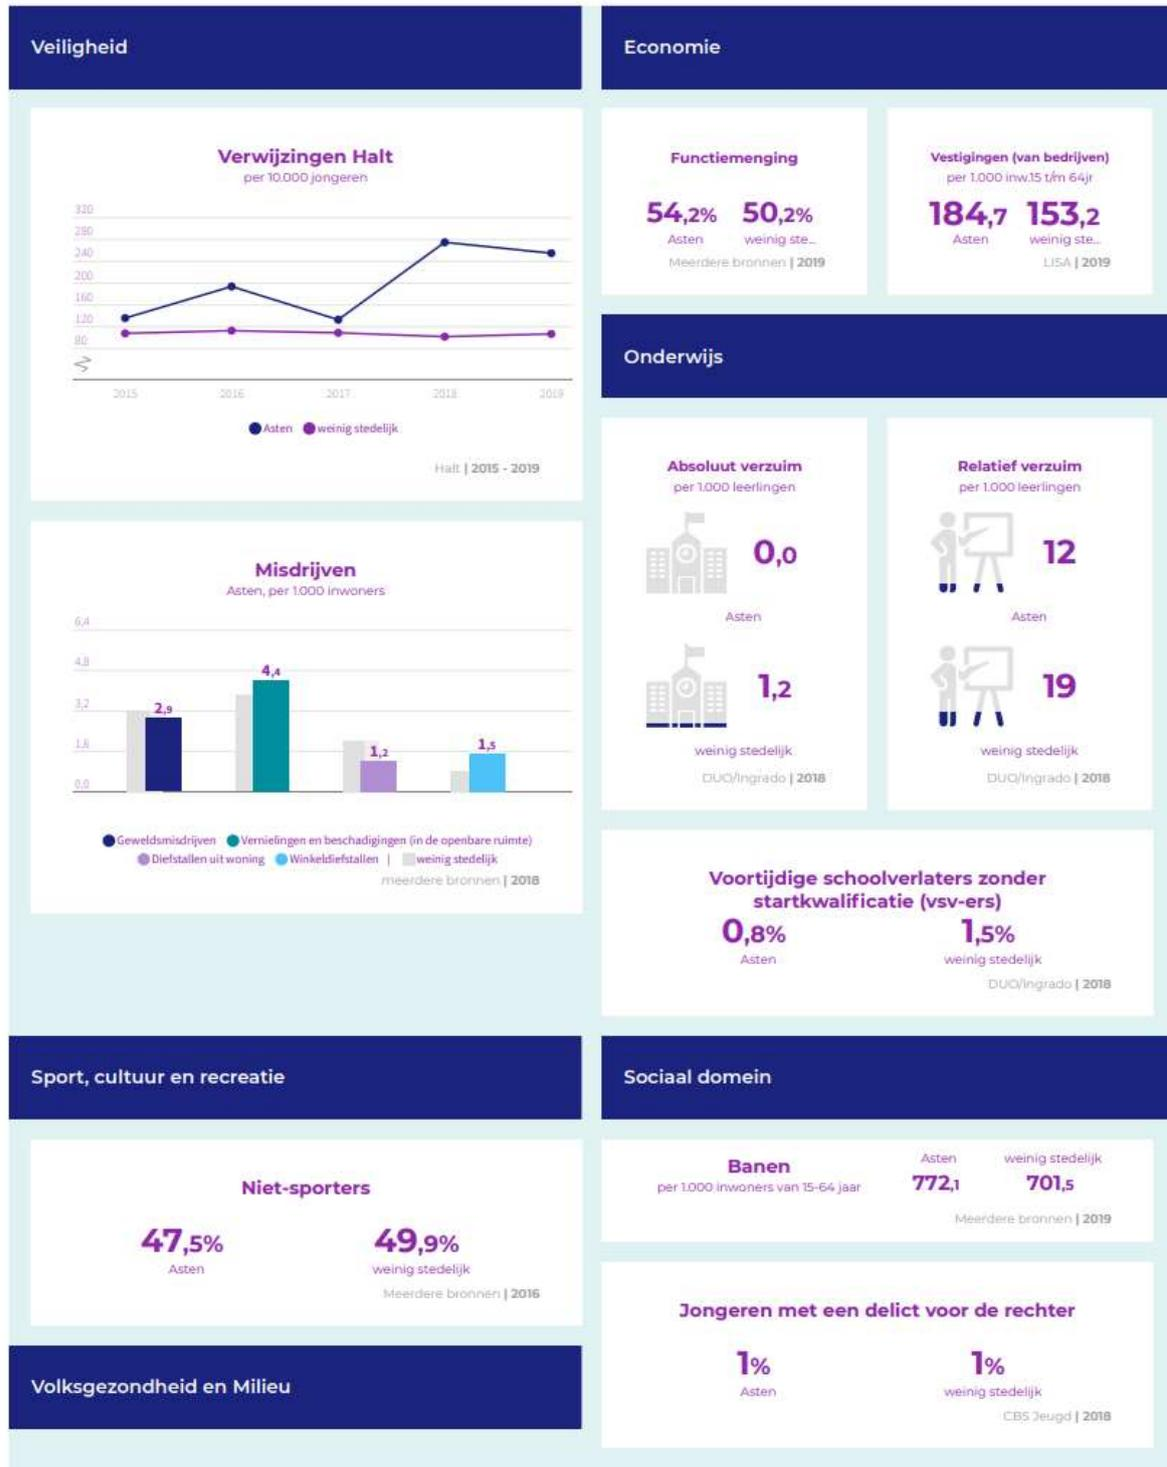 Veiligheid
Verwijzingen Halt
per 10.000 jongeren
320
280
240
200
160
120
80
2015 2016 2017 2018 2019
Asten weinig stedelijk
Halt | 2015 - 2019
Misdrijven
Asten, per 1.000 inwoners
6,4
4,8
3,2
1,6
0,0
2,9
4,4
1,2
1,5
Geweldsmisdrijven Vernielingen en beschadigingen (in de openbare ruimte)
Diefstallen uit woning Winkeldiefstallen | weinig stedelijk
meerdere bronnen | 2018
Economie
Functiemenging
54,2% 50,2%
Asten weinig ste...
Meerdere bronnen | 2019
Vestigingen (van bedrijven)
per 1.000 inw.15 t/m 64jr
184,7 153,2
Asten weinig ste...
LISA | 2019
Onderwijs
Absoluut verzuim
per 1.000 leerlingen
0,0
Asten
1,2
weinig stedelijk
DUO/Ingrado | 2018
Relatief verzuim
per 1.000 leerlingen
12
Asten
19
weinig stedelijk
DUO/Ingrado | 2018
Voortijdige schoolverlaters zonder
startkwalificatie (vsv-ers)
0,8% 1,5%
Asten weinig stedelijk
DUO/Ingrado | 2018
Sport, cultuur en recreatie
Niet-sporters
47,5% 49,9%
Asten weinig stedelijk
Meerdere bronnen | 2016
Volksgezondheid en Milieu
Sociaal domein
Banen
per 1.000 inwoners van 15-64 jaar
Asten weinig stedelijk
772,1 701,5
Meerdere bronnen | 2019
Jongeren met een delict voor de rechter
1% 1%
Asten weinig stedelijk
CBS Jeugd | 2018